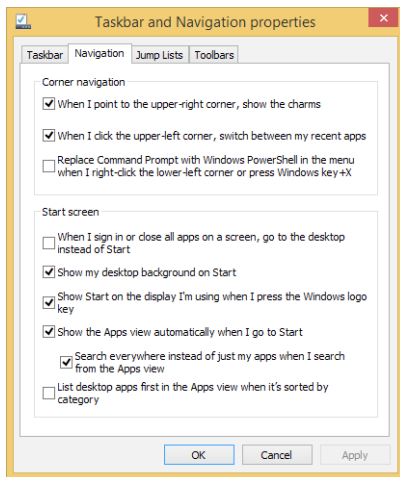 Taskbar and Navigation properties
Taskbar Navigation Jump Lists Toolbars
Corner navigation
When I point to the upper-right corner, show the charms
When I click the upper-left corner, switch between my recent apps
Replace Command Prompt with Windows PowerShell in the menu
when I right-click the lower-left corner or press Windows key+X
Start screen
When I sign in or close all apps on a screen, go to the desktop
instead of Start
Show my desktop background on Start
Show Start on the display I'm using when I press the Windows logo
key
Show the Apps view automatically when I go to Start
Search everywhere instead of just my apps when I search
from the Apps view
List desktop apps first in the Apps view when it's sorted by
category
OK Cancel Apply